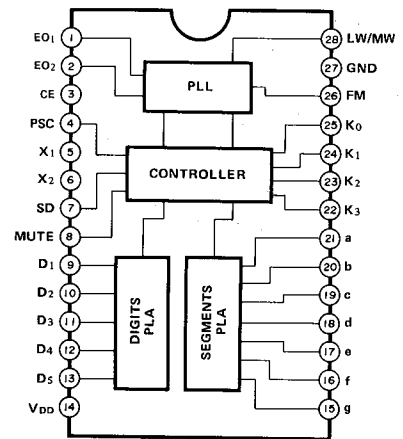 EO1 1 28 LW/MW
EO2 2 27 GND
CE 3 26 FM
PLL
PSC 4 25 K0
X1 5 24 K1
CONTROLLER
X2 6 23 K2
SD 7 22 K3
MUTE 8 21 a
D1 9 20 b
D2 10 19 c
D3 11 18 d
D4 12 17 e
D5 13 16 f
VDD 14 15 g
DIGITS
PLA
SEGMENTS
PLA